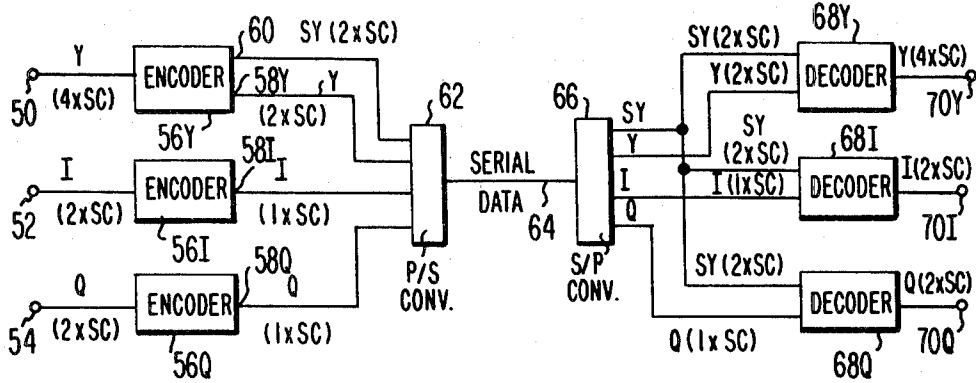 60
SY (2xSC)
Y
ENCODER
58Y
Y
50
(4xSC)
(2xSC)
56Y
62
I
ENCODER
58I
I
52
(2xSC)
(1xSC)
56I
SERIAL
DATA
64
P/S
CONV.
Q
ENCODER
58Q
Q
54
(2xSC)
(1xSC)
56Q
66
SY
Y
I
Q
S/P
CONV.
SY(2xSC)
Y(2xSC)
68Y
DECODER
Y(4xSC)
70Y
SY
(2xSC)
I(1xSC)
68I
DECODER
I(2xSC)
70I
SY(2xSC)
Q(1xSC)
DECODER
Q(2xSC)
68Q
70Q